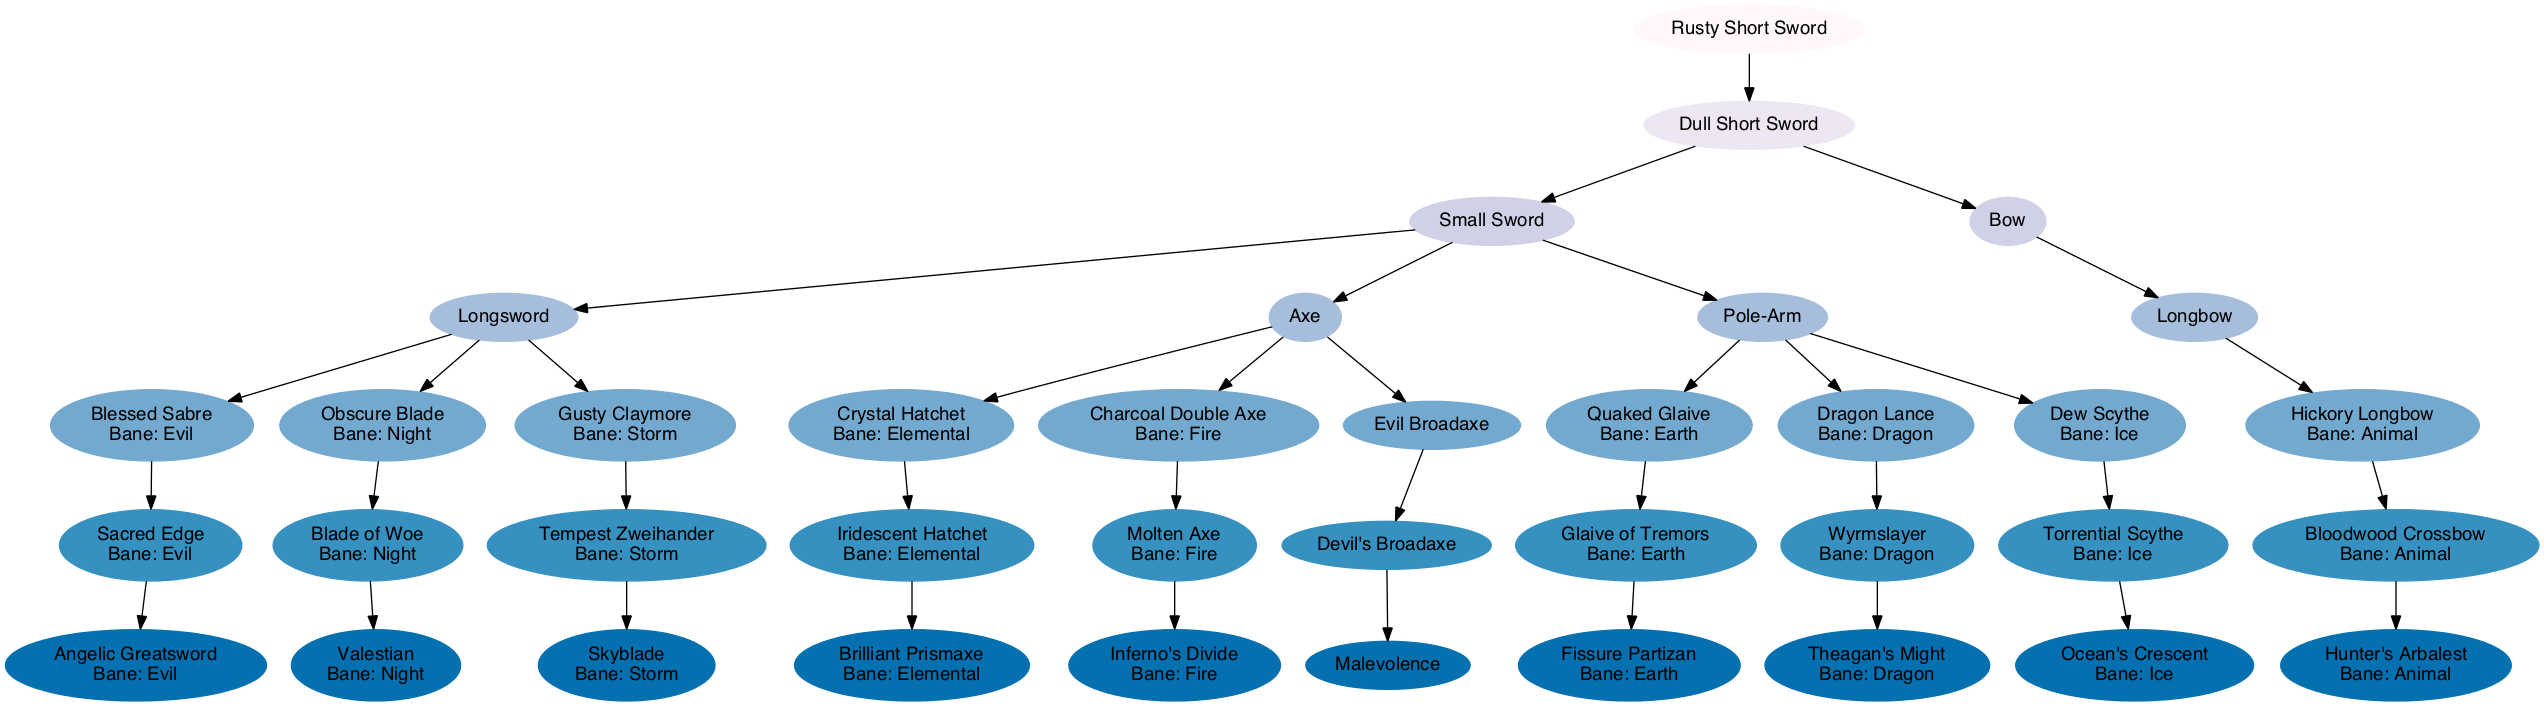 Rusty Short Sword
Dull Short Sword
Small Sword
Bow
Longsword
Axe
Pole-Arm
Longbow
Blessed Sabre
Bane: Evil
Obscure Blade
Bane: Night
Gusty Claymore
Bane: Storm
Crystal Hatchet
Bane: Elemental
Charcoal Double Axe
Bane: Fire
Evil Broadaxe
Quaked Glaive
Bane: Earth
Dragon Lance
Bane: Dragon
Dew Scythe
Bane: Ice
Hickory Longbow
Bane: Animal
Sacred Edge
Bane: Evil
Blade of Woe
Bane: Night
Tempest Zweihander
Bane: Storm
Iridescent Hatchet
Bane: Elemental
Molten Axe
Bane: Fire
Devil's Broadaxe
Glaive of Tremors
Bane: Earth
Wyrmslayer
Bane: Dragon
Torrential Scythe
Bane: Ice
Bloodwood Crossbow
Bane: Animal
Angelic Greatsword
Bane: Evil
Valestian
Bane: Night
Skyblade
Bane: Storm
Brilliant Prismaxe
Bane: Elemental
Inferno's Divide
Bane: Fire
Malevolence
Fissure Partizan
Bane: Earth
Theagan's Might
Bane: Dragon
Ocean's Crescent
Bane: Ice
Hunter's Arbalest
Bane: Animal